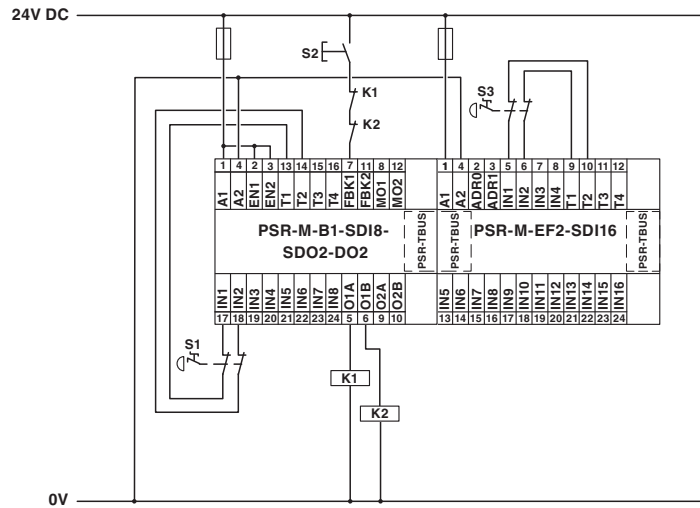 24V DC
S2
K1
K2
S3
1 4 2 3 13 14 15 16 7 11 8 12
A1 A2 EN1 EN2 T1 T2 T3 T4 FBK1 FBK2 MO1 MO2
1 4 2 3 5 6 7 8 9 10 11 12
A1 A2 ADR0 ADR1 IN1 IN2 IN3 IN4 T1 T2 T3 T4
PSR-M-B1-SDI8-
SDO2-DO2
PSR-TBUS
PSR-TBUS
PSR-M-EF2-SDI16
PSR-TBUS
IN1 IN2 IN3 IN4 IN5 IN6 IN7 IN8 O1A O1B O2A O2B
17 18 19 20 21 22 23 24 5 6 9 10
IN5 IN6 IN7 IN8 IN9 IN10 IN11 IN12 IN13 IN14 IN15 IN16
13 14 15 16 17 18 19 20 21 22 23 24
S1
K1
K2
0V